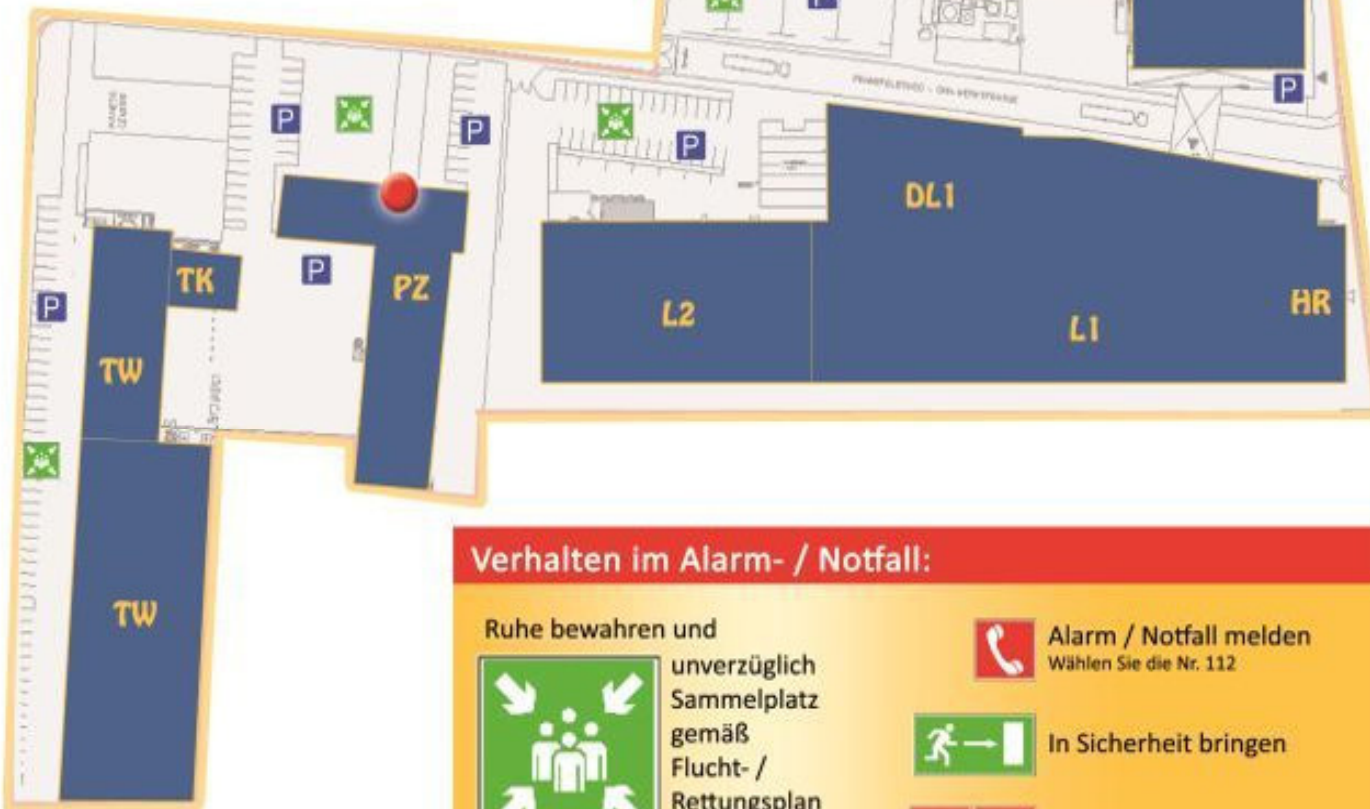 P
P
P
P
P
DL1
TK
P
PZ
P
L2
L1
HR
TW
TW
Verhalten im Alarm- / Notfall:
Ruhe bewahren und
unverzüglich
Sammelplatz
gemäß
Flucht- /
Rettungsplan
Alarm / Notfall melden
Wählen Sie die Nr. 112
In Sicherheit bringen